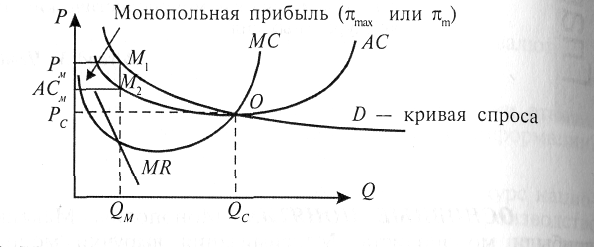 P
Монопольная прибыль (πmax или πm)
MC
AC
PM
M1
ACM
M2
PC
O
D — кривая спроса
MR
QM
QC
Q